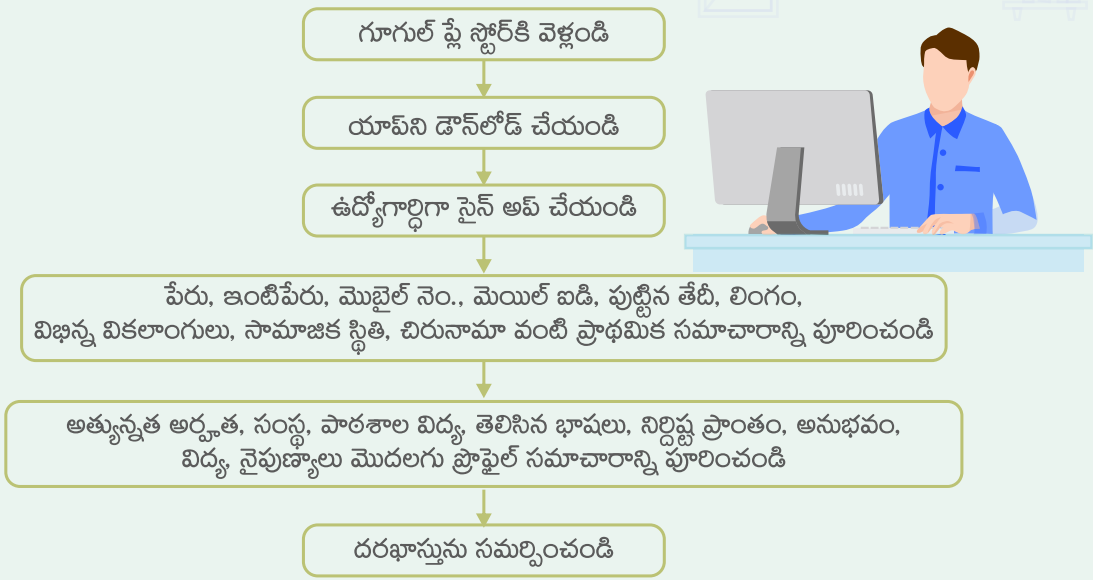 గూగుల్ ప్లే స్టోర్‌కి వెళ్లండి
యాప్‌ని డౌన్‌లోడ్ చేయండి
ఉద్యోగార్ధిగా సైన్ అప్ చేయండి
పేరు, ఇంటిపేరు, మొబైల్ నెం., మెయిల్ ఐడి, పుట్టిన తేదీ, లింగం,
విభిన్న వికలాంగులు, సామాజిక స్థితి, చిరునామా వంటి ప్రాథమిక సమాచారాన్ని పూరించండి
అత్యున్నత అర్హత, సంస్థ, పాఠశాల విద్య, తెలిసిన భాషలు, నిర్దిష్ట ప్రాంతం, అనుభవం,
విద్య, నైపుణ్యాలు మొదలగు ప్రొఫైల్ సమాచారాన్ని పూరించండి
దరఖాస్తును సమర్పించండి